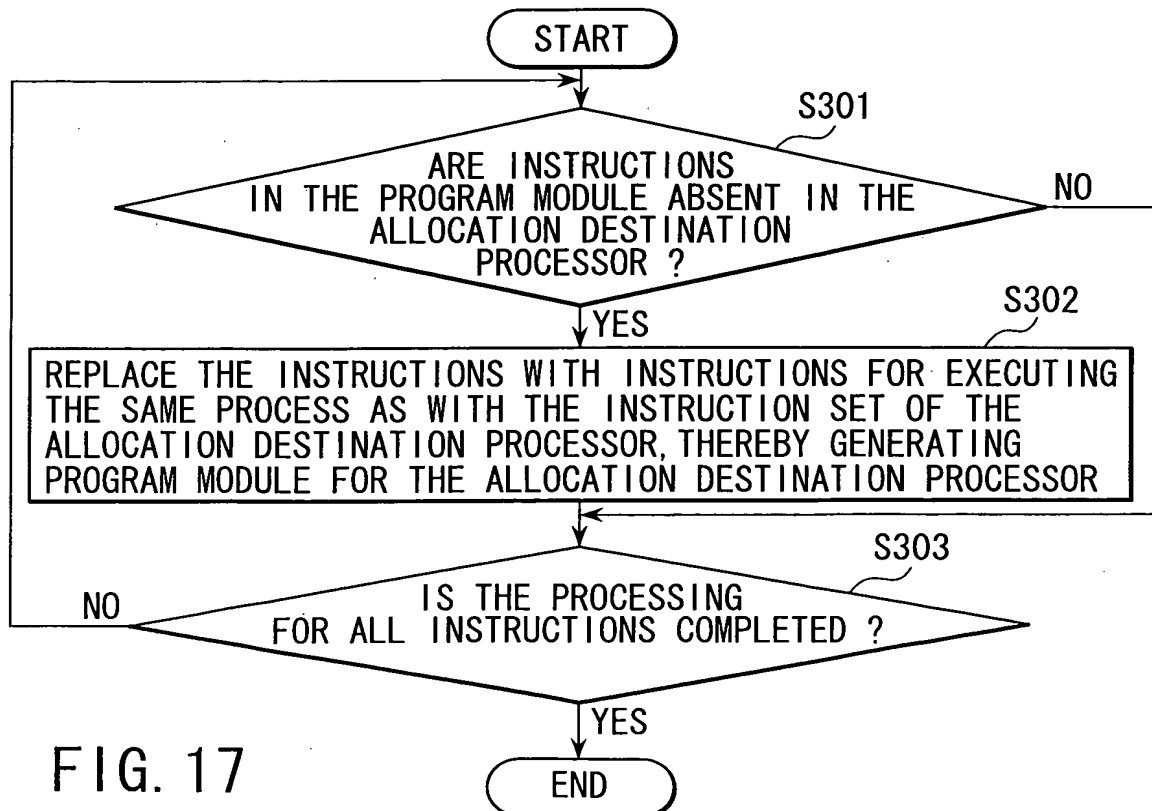 START
S301
ARE INSTRUCTIONS
IN THE PROGRAM MODULE ABSENT IN THE
ALLOCATION DESTINATION
PROCESSOR ?
NO
YES
S302
REPLACE THE INSTRUCTIONS WITH INSTRUCTIONS FOR EXECUTING
THE SAME PROCESS AS WITH THE INSTRUCTION SET OF THE
ALLOCATION DESTINATION PROCESSOR, THEREBY GENERATING
PROGRAM MODULE FOR THE ALLOCATION DESTINATION PROCESSOR
S303
NO
IS THE PROCESSING
FOR ALL INSTRUCTIONS COMPLETED ?
YES
END
FIG. 17